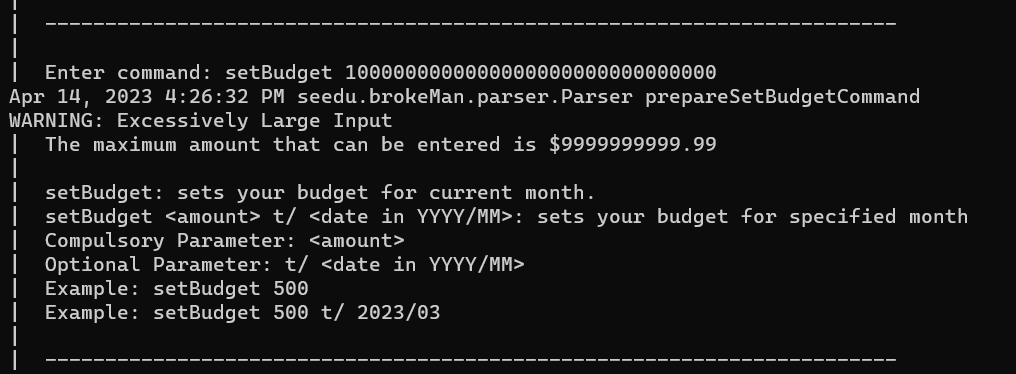 |
|  -----------------------------------------------------------------------
|
|  Enter command: setBudget 1000000000000000000000000000000
Apr 14, 2023 4:26:32 PM seedu.brokeMan.parser.Parser prepareSetBudgetCommand
WARNING: Excessively Large Input
|  The maximum amount that can be entered is $9999999999.99
|
|  setBudget: sets your budget for current month.
|  setBudget <amount> t/ <date in YYYY/MM>: sets your budget for specified month
|  Compulsory Parameter: <amount>
|  Optional Parameter: t/ <date in YYYY/MM>
|  Example: setBudget 500
|  Example: setBudget 500 t/ 2023/03
|
|  -----------------------------------------------------------------------